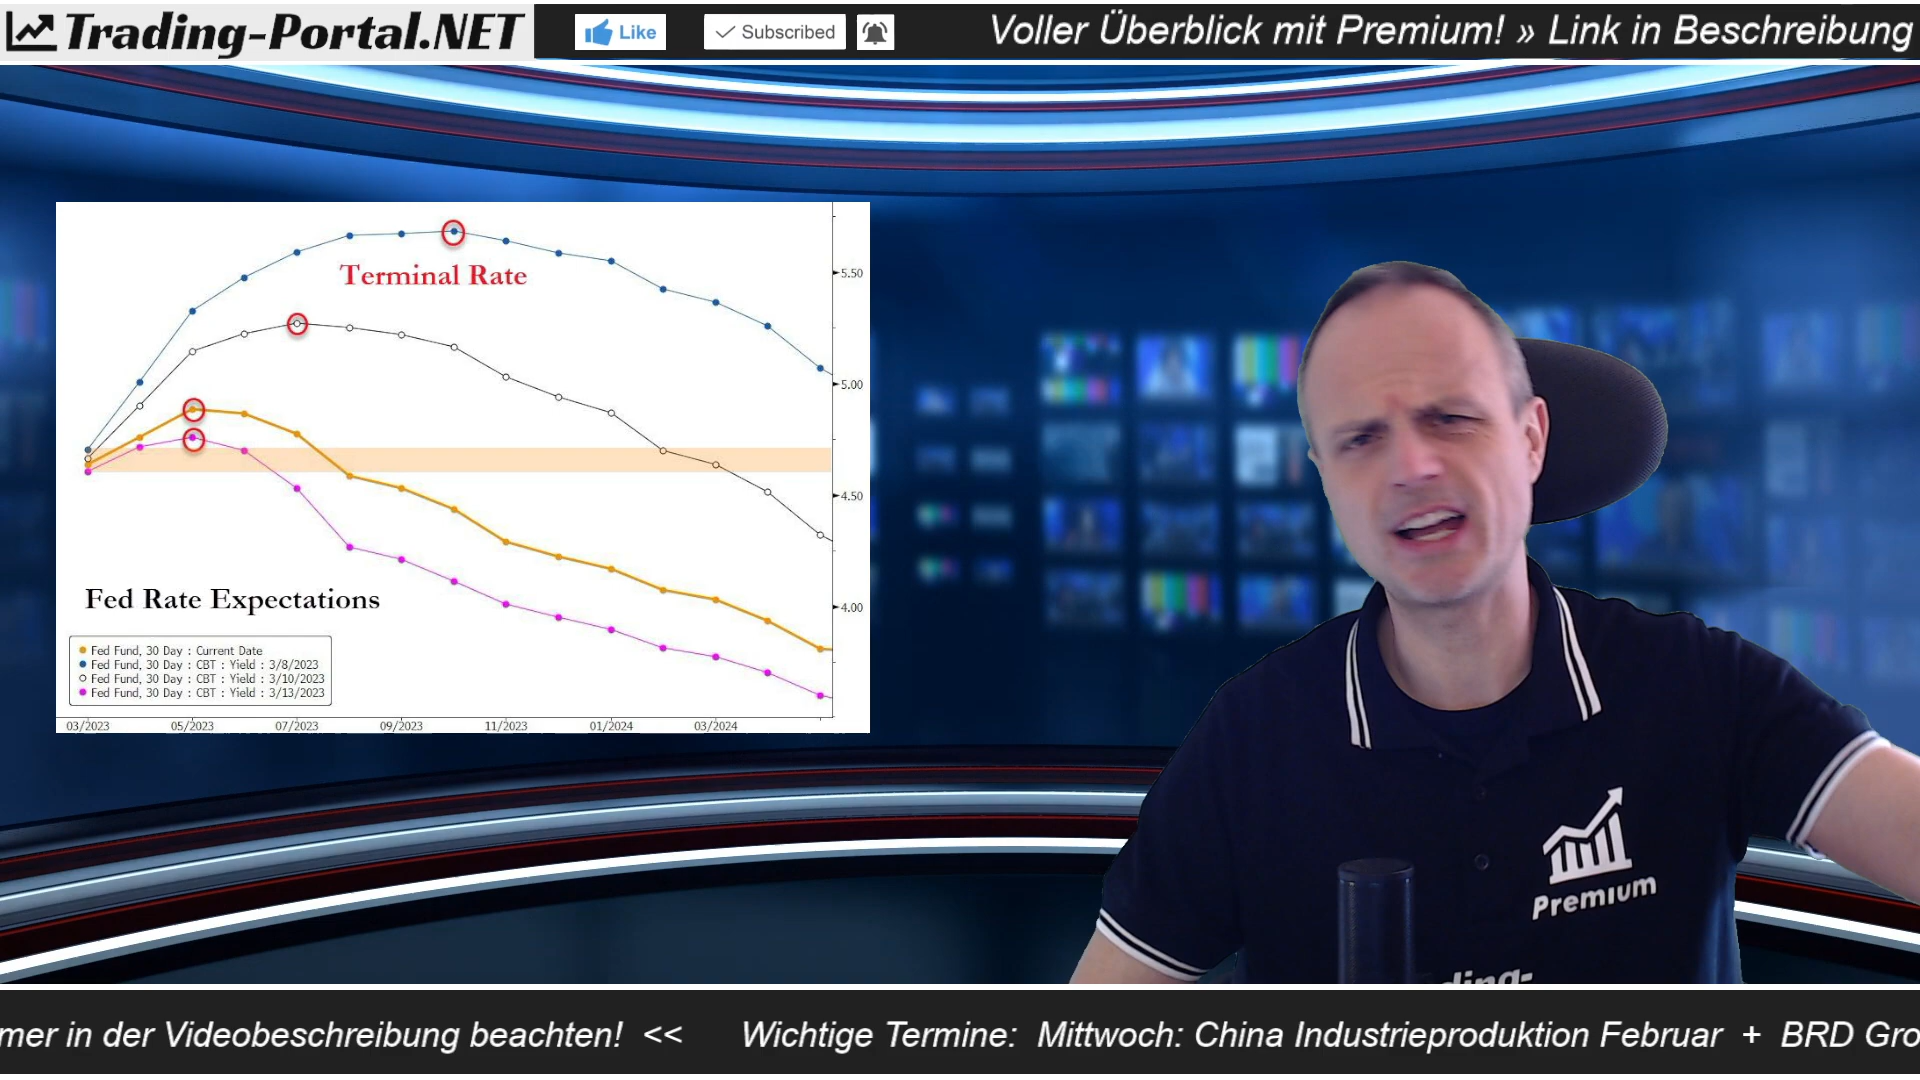 Trading-Portal.NET
Like
Subscribed
Voller Überblick mit Premium! » Link in Beschreibung
Terminal Rate
5.50
5.00
4.50
4.00
Fed Rate Expectations
Fed Fund, 30 Day : Current Date
Fed Fund, 30 Day : CBT : Yield : 3/8/2023
Fed Fund, 30 Day : CBT : Yield : 3/10/2023
Fed Fund, 30 Day : CBT : Yield : 3/13/2023
03/2023 05/2023 07/2023 09/2023 11/2023 01/2024 03/2024
Premium
ding-
mer in der Videobeschreibung beachten! << Wichtige Termine: Mittwoch: China Industrieproduktion Februar + BRD Gro